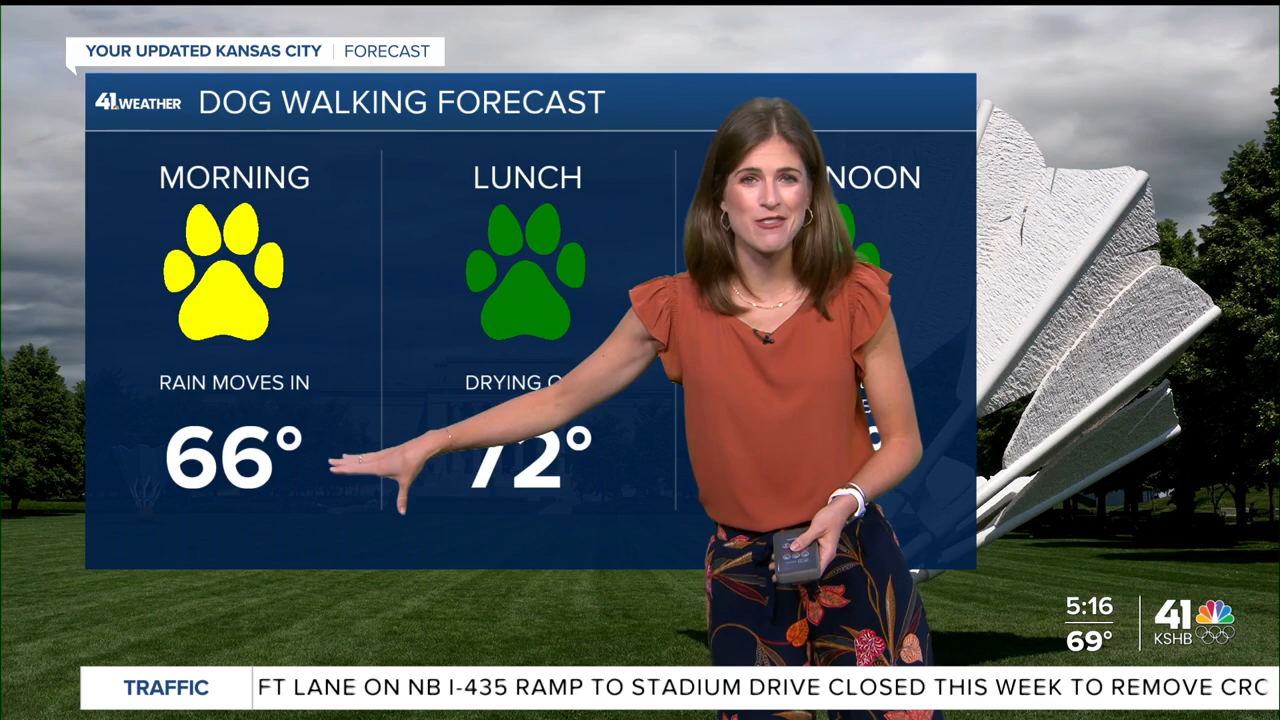 YOUR UPDATED KANSAS CITY | FORECAST
41 WEATHER DOG WALKING FORECAST
MORNING LUNCH NOON
RAIN MOVES IN DRYING
66° 72°
5:16
69°
41
KSHB
TRAFFIC FT LANE ON NB I-435 RAMP TO STADIUM DRIVE CLOSED THIS WEEK TO REMOVE CRC